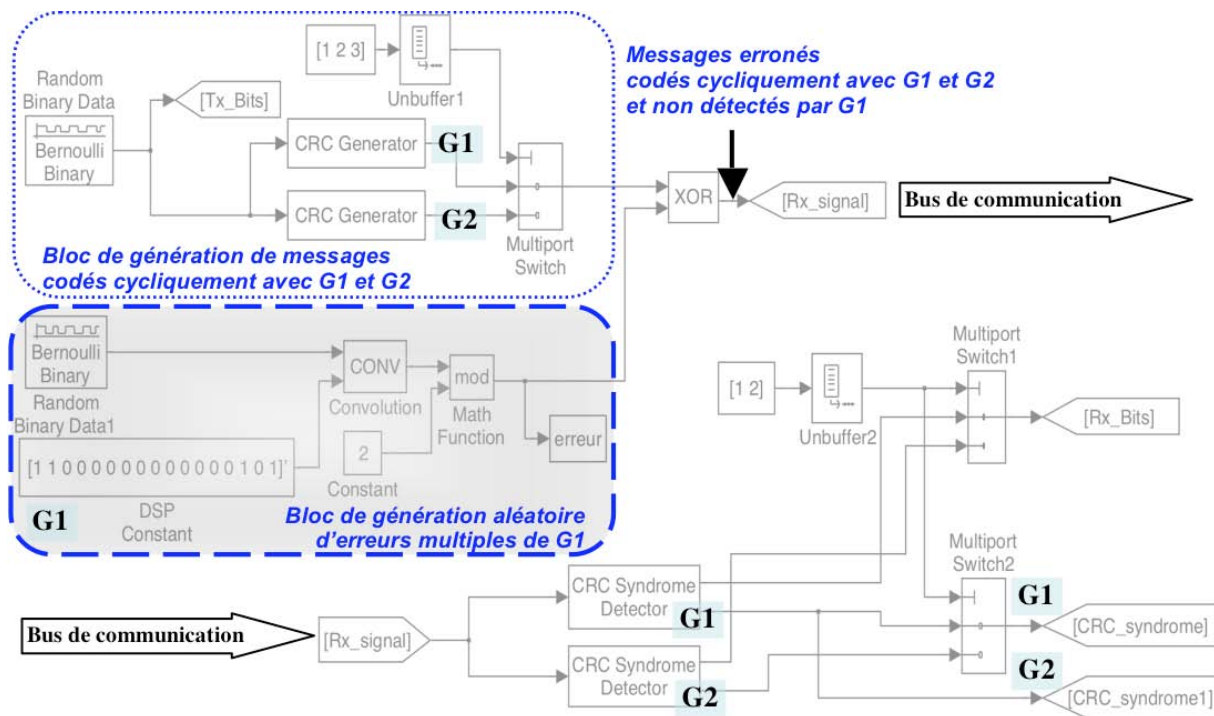 [1 2 3]
Unbuffer1
Messages erronés
codés cycliquement avec G1 et G2
et non détectés par G1
Random
Binary Data
[Tx_Bits]
Bernoulli
Binary
CRC Generator
G1
CRC Generator
G2
Multiport
Switch
XOR
[Rx_signal]
Bus de communication
Bloc de génération de messages
codés cycliquement avec G1 et G2
Bernoulli
Binary
Random
Binary Data1
CONV
Convolution
mod
Math
Function
erreur
2
Constant
[1 1 0 0 0 0 0 0 0 0 0 0 0 0 0 1 0 1]'
G1
DSP
Constant
Bloc de génération aléatoire
d'erreurs multiples de G1
[1 2]
Unbuffer2
Multiport
Switch1
[Rx_Bits]
Bus de communication
[Rx_signal]
CRC Syndrome
Detector
G1
CRC Syndrome
Detector
G2
Multiport
Switch2
G1
[CRC_syndrome]
G2
[CRC_syndrome1]